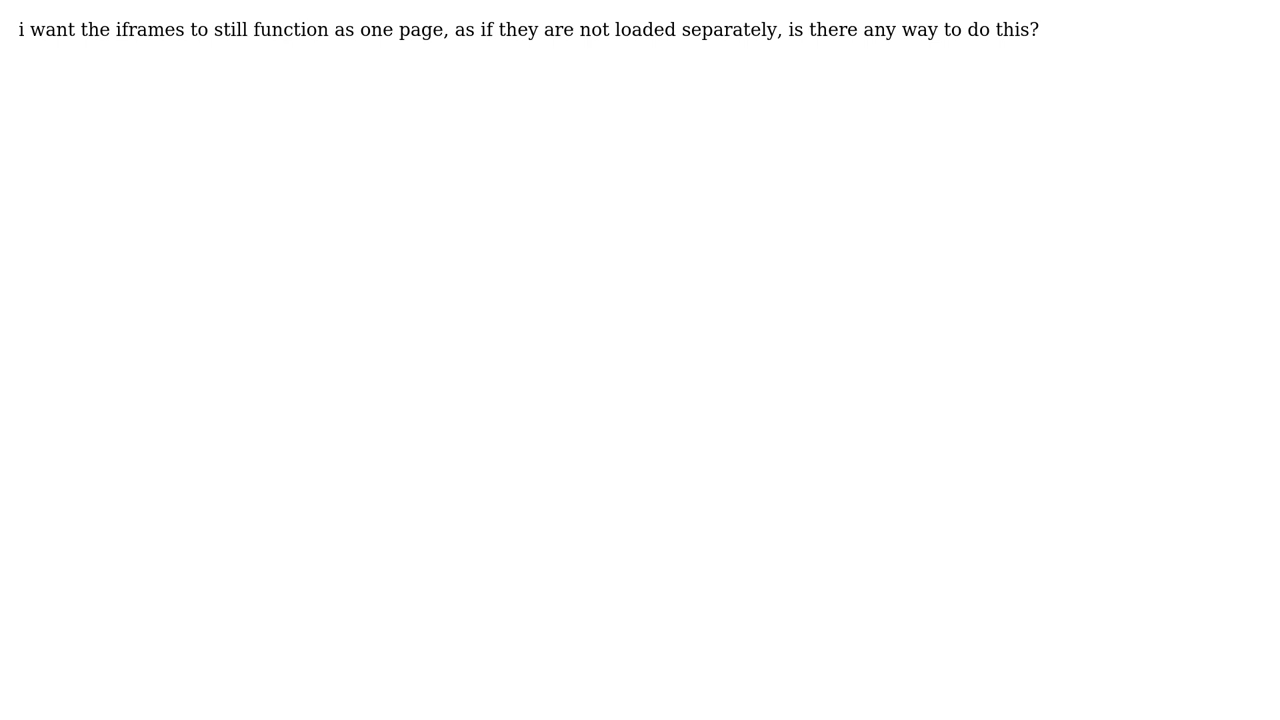 i want the iframes to still function as one page, as if they are not loaded separately, is there any way to do this?